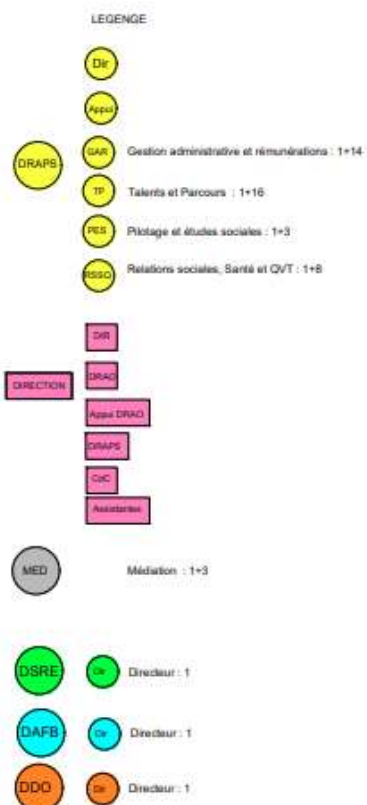 LEGENGE
Dir
Appui
DRAPS
GAR Gestion administrative et rémunérations : 1+14
TP Talents et Parcours : 1+16
PES Pilotage et études sociales : 1+3
RSSQ Relations sociales, Santé et QVT : 1+8
DIR
DIRECTION
DRAO
Appui DRAO
DRAPS
CdC
Assistantes
MED Médiation : 1+3
DSRE Dir Directeur : 1
DAFB Dir Directeur : 1
DDO Dir Directeur : 1